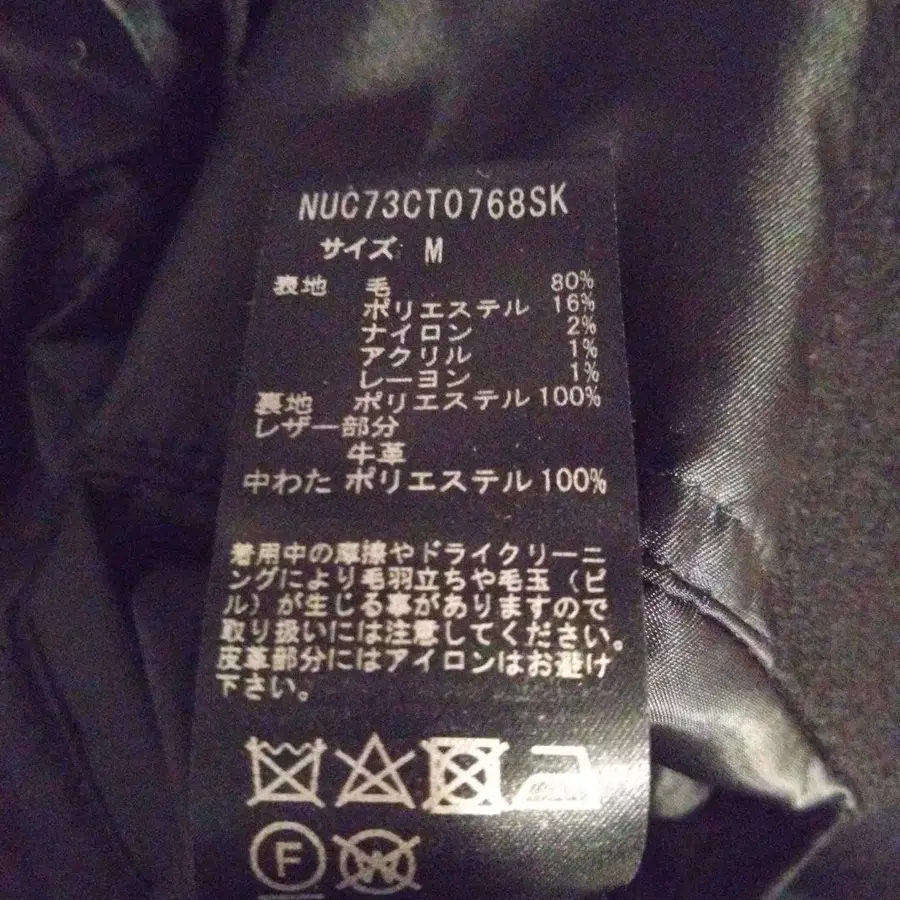 NUC73CT0768SK
サイズ M
表地 毛 80%
ポリエステル 16%
ナイロン 2%
アクリル 1%
レーヨン 1%
裏地 ポリエステル 100%
レザー部分
牛革
中わた ポリエステル 100%
着用中の摩擦やドライクリーニ
ングにより毛羽立ちや毛玉（ピ
ル）が生じる事がありますので
取り扱いには注意してください。
皮革部分にはアイロンはお避け
下さい。
F W